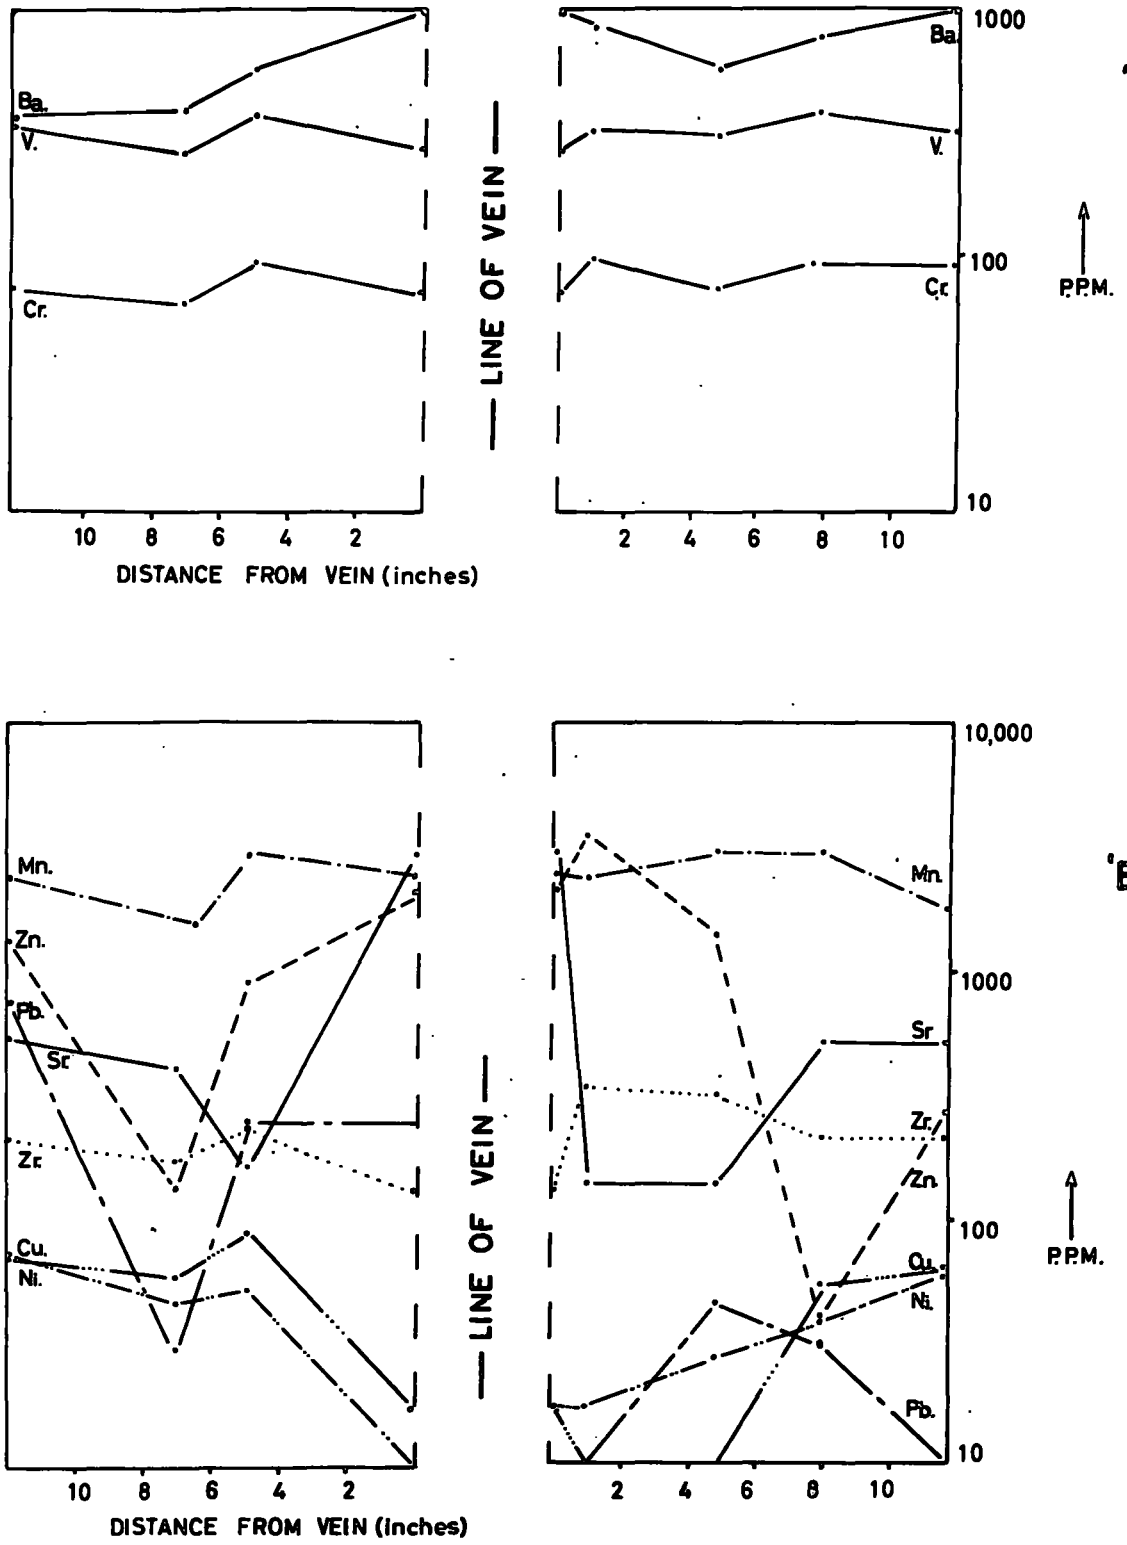 1000
Ba.
Ba.
V.
V.
LINE OF VEIN
100
Cr.
Cr.
P.P.M.
10
10 8 6 4 2
2 4 6 8 10
DISTANCE FROM VEIN (inches)
10,000
Mn.
Mn.
Zn.
1000
Pb.
Sr.
Sr
Zr.
Zr.
Zn.
LINE OF VEIN
100
P.P.M.
Cu.
Cu.
Ni.
Ni.
Pb.
10
10 8 6 4 2
2 4 6 8 10
DISTANCE FROM VEIN (inches)